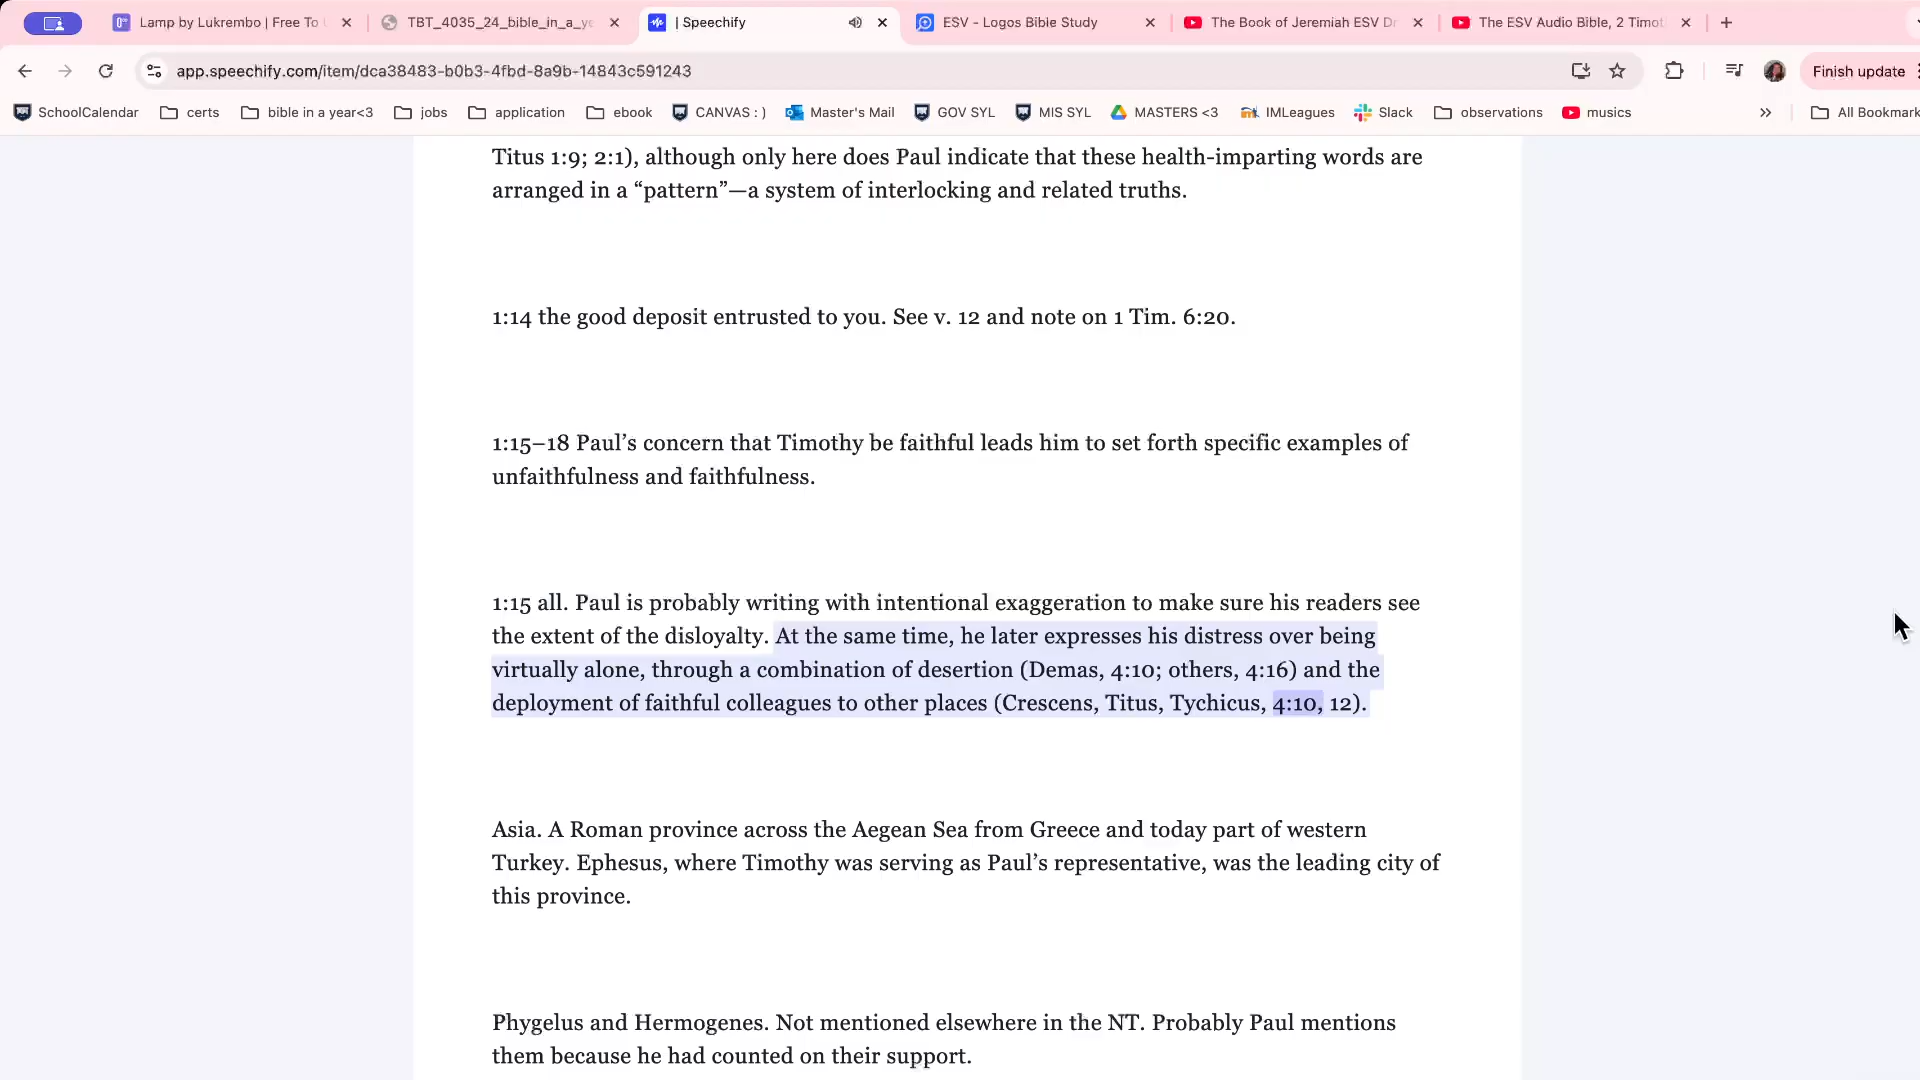 Lamp by Lukrembo | Free To
TBT_4035_24_bible_in_a_ye
| Speechify
ESV - Logos Bible Study
The Book of Jeremiah ESV Dr
The ESV Audio Bible, 2 Timot
app.speechify.com/item/dca38483-b0b3-4fbd-8a9b-14843c591243
Finish update
SchoolCalendar
certs
bible in a year<3
jobs
application
ebook
CANVAS : )
Master's Mail
GOV SYL
MIS SYL
MASTERS <3
IMLeagues
Slack
observations
musics
All Bookmark
Titus 1:9; 2:1), although only here does Paul indicate that these health-imparting words are
arranged in a “pattern”—a system of interlocking and related truths.
1:14 the good deposit entrusted to you. See v. 12 and note on 1 Tim. 6:20.
1:15–18 Paul’s concern that Timothy be faithful leads him to set forth specific examples of
unfaithfulness and faithfulness.
1:15 all. Paul is probably writing with intentional exaggeration to make sure his readers see
the extent of the disloyalty. At the same time, he later expresses his distress over being
virtually alone, through a combination of desertion (Demas, 4:10; others, 4:16) and the
deployment of faithful colleagues to other places (Crescens, Titus, Tychicus, 4:10, 12).
Asia. A Roman province across the Aegean Sea from Greece and today part of western
Turkey. Ephesus, where Timothy was serving as Paul’s representative, was the leading city of
this province.
Phygelus and Hermogenes. Not mentioned elsewhere in the NT. Probably Paul mentions
them because he had counted on their support.